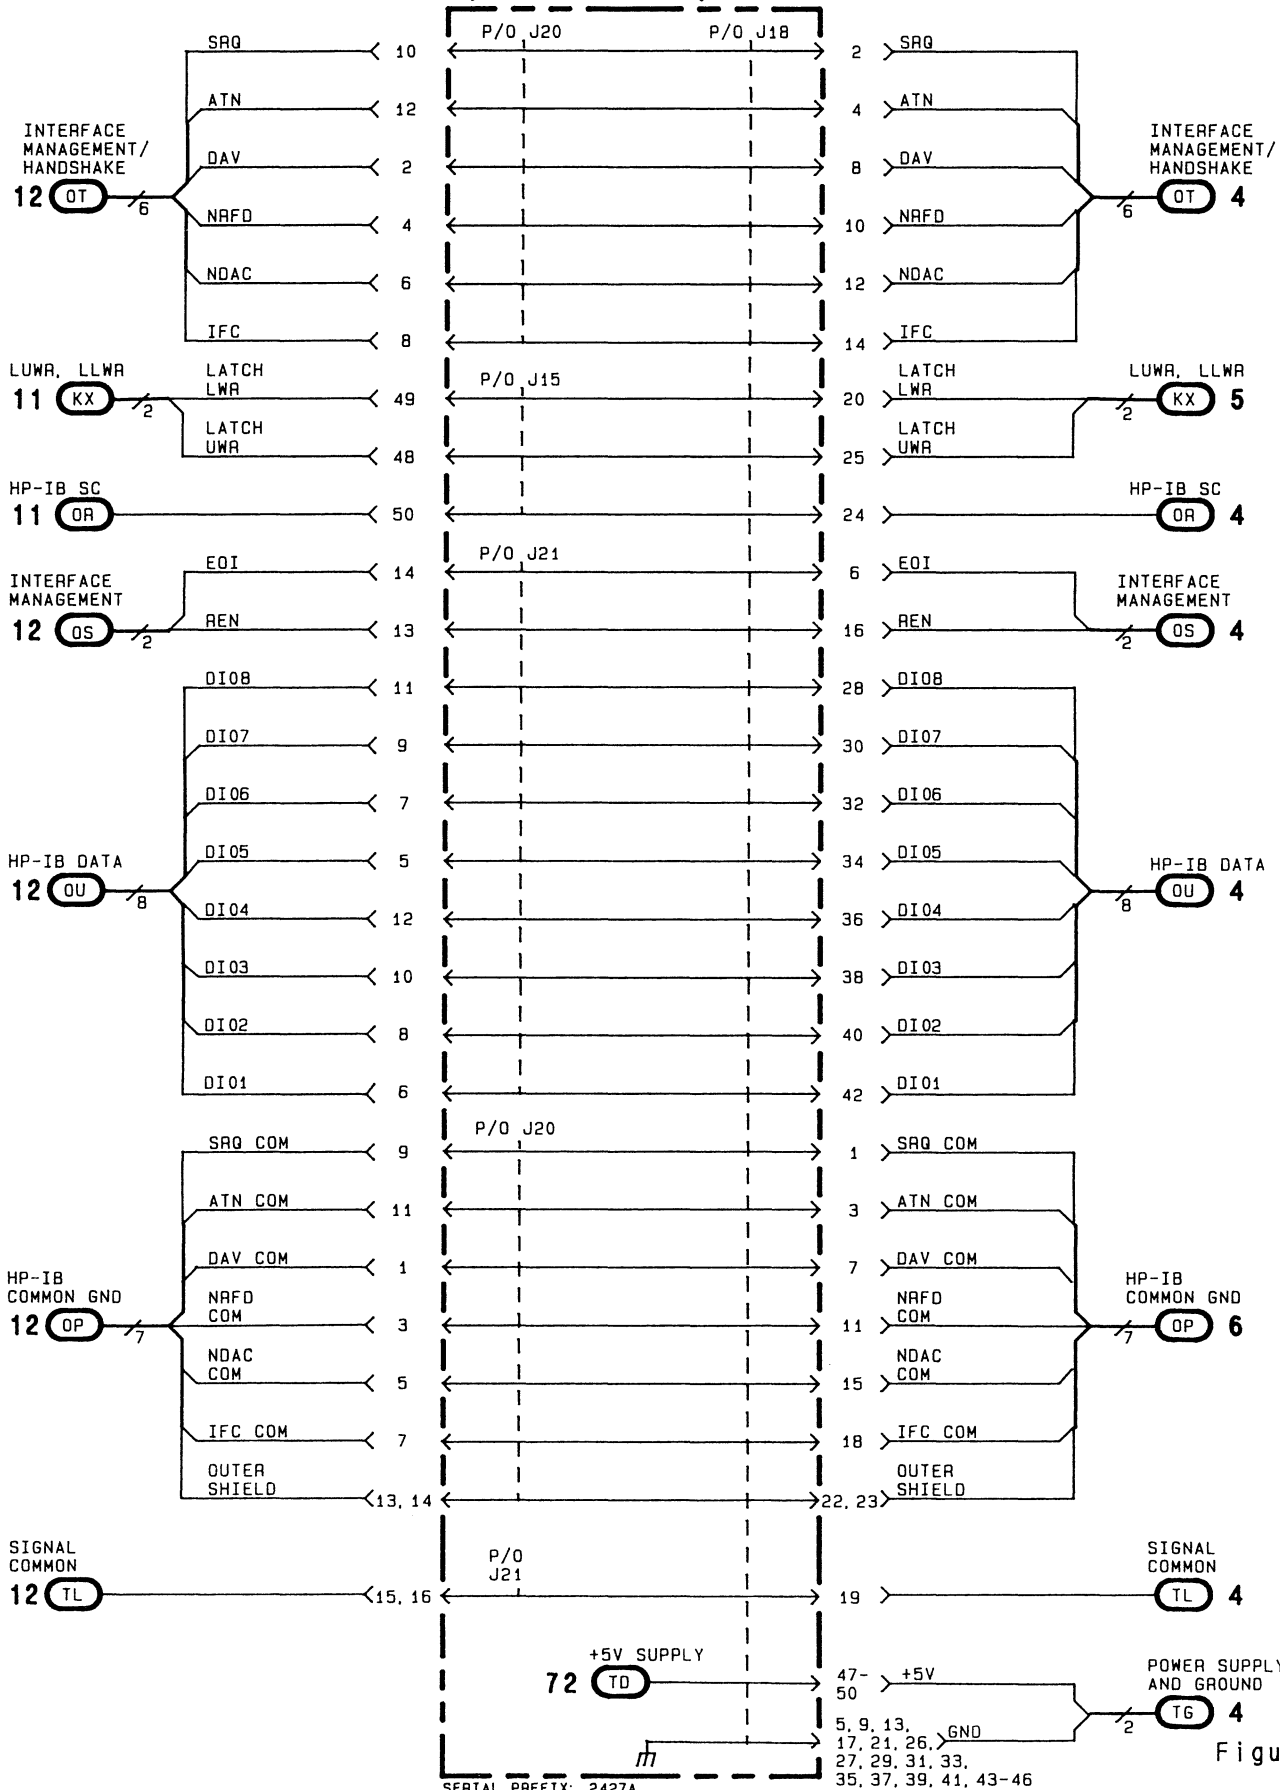 P/O J20 P/O J18
SRQ 10 2 SRQ
ATN 12 4 ATN
INTERFACE MANAGEMENT/ HANDSHAKE
12 OT 6
DAV 2 8 DAV
INTERFACE MANAGEMENT/ HANDSHAKE
6 OT 4
NRFD 4 10 NRFD
NDAC 6 12 NDAC
IFC 8 14 IFC
LUWR, LLWR
11 KX 2
LATCH LWR 49
P/O J15
20 LATCH LWR
LUWR, LLWR
2 KX 5
LATCH UWR 48 25 LATCH UWR
HP-IB SC
11 OR 50 24
HP-IB SC
OR 4
P/O J21
EOI 14 6 EOI
INTERFACE MANAGEMENT
12 OS 2
REN 13 16 REN
INTERFACE MANAGEMENT
2 OS 4
DIO8 11 28 DIO8
DIO7 9 30 DIO7
DIO6 7 32 DIO6
DIO5 5 34 DIO5
HP-IB DATA
12 OU 8
HP-IB DATA
8 OU 4
DIO4 12 36 DIO4
DIO3 10 38 DIO3
DIO2 8 40 DIO2
DIO1 6 42 DIO1
P/O J20
SRQ COM 9 1 SRQ COM
ATN COM 11 3 ATN COM
DAV COM 1 7 DAV COM
HP-IB COMMON GND
12 OP 7
NRFD COM 3 11 NRFD COM
HP-IB COMMON GND
7 OP 6
NDAC COM 5 15 NDAC COM
IFC COM 7 18 IFC COM
OUTER SHIELD 13, 14 22, 23 OUTER SHIELD
SIGNAL COMMON
12 TL 15, 16
P/O J21
19
SIGNAL COMMON
TL 4
+5V SUPPLY
72 TD 47-50 +5V
POWER SUPPLY AND GROUND
2 TG 4
5, 9, 13,
17, 21, 26, GND
27, 29, 31, 33,
35, 37, 39, 41, 43-46
Figu
SERIAL PREFIX: 2427A